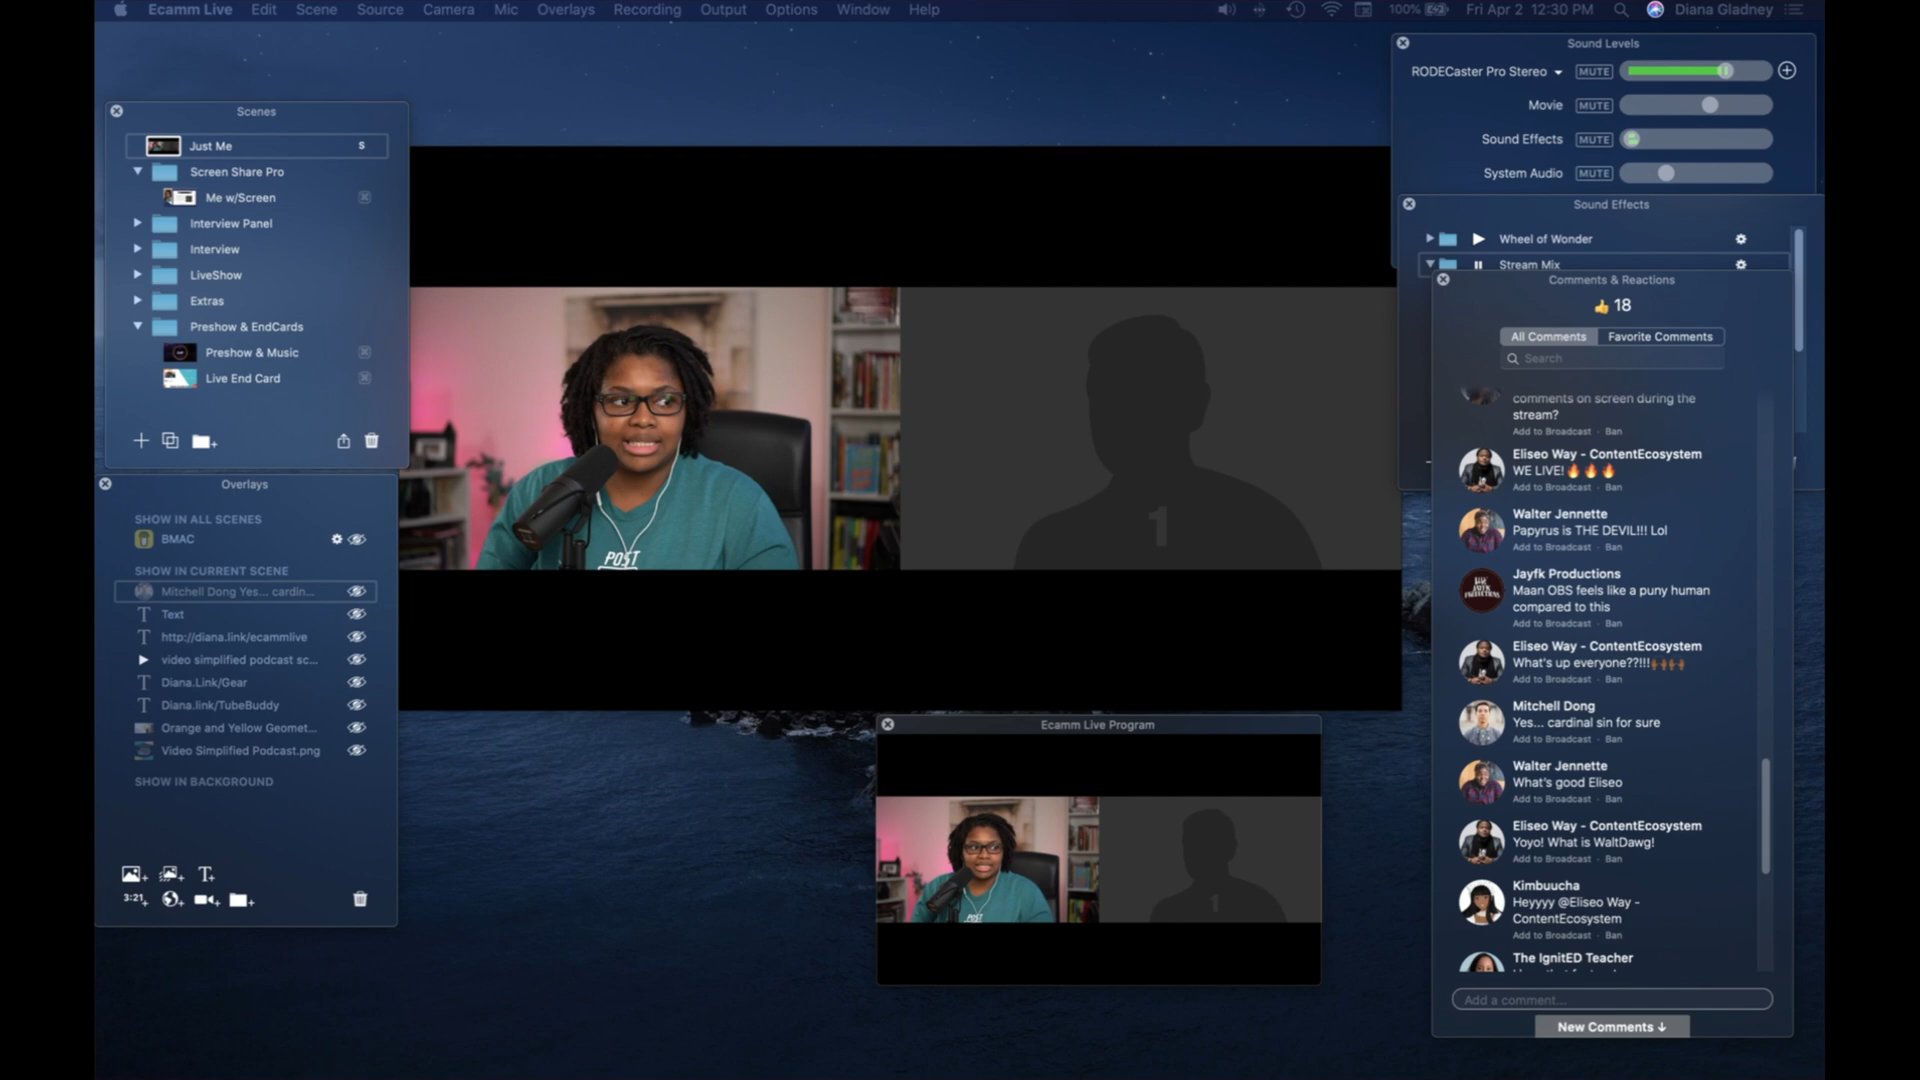 Ecamm Live Edit Scene Source Camera Mic Overlays Recording Output Options Window Help 100% Fri Apr 2 12:30 PM Diana Gladney
Scenes
Just Me S
Screen Share Pro
Me w/Screen
Interview Panel
Interview
LiveShow
Extras
Preshow & EndCards
Preshow & Music
Live End Card
Overlays
SHOW IN ALL SCENES
BMAC
SHOW IN CURRENT SCENE
Mitchell Dong Yes... cardin...
Text
http://diana.link/ecammlive
video simplified podcast sc...
Diana.Link/Gear
Diana.link/TubeBuddy
Orange and Yellow Geomet...
Video Simplified Podcast.png
SHOW IN BACKGROUND
3:21
POST
1
Ecamm Live Program
POST
1
Sound Levels
RODECaster Pro Stereo MUTE
Movie MUTE
Sound Effects MUTE
System Audio MUTE
Sound Effects
Wheel of Wonder
Stream Mix
Comments & Reactions
👍 18
All Comments Favorite Comments
Search
comments on screen during the
stream?
Add to Broadcast · Ban
Eliseo Way - ContentEcosystem
WE LIVE! 🔥🔥🔥
Add to Broadcast · Ban
Walter Jennette
Papyrus is THE DEVIL!!! Lol
Add to Broadcast · Ban
Jayfk Productions
Maan OBS feels like a puny human
compared to this
Add to Broadcast · Ban
Eliseo Way - ContentEcosystem
What's up everyone??!!!🙌🏾🙌🏾
Add to Broadcast · Ban
Mitchell Dong
Yes... cardinal sin for sure
Add to Broadcast · Ban
Walter Jennette
What's good Eliseo
Add to Broadcast · Ban
Eliseo Way - ContentEcosystem
Yoyo! What is WaltDawg!
Add to Broadcast · Ban
Kimbuucha
Heyyyy @Eliseo Way -
ContentEcosystem
Add to Broadcast · Ban
The IgnitED Teacher
Add a comment...
New Comments ↓